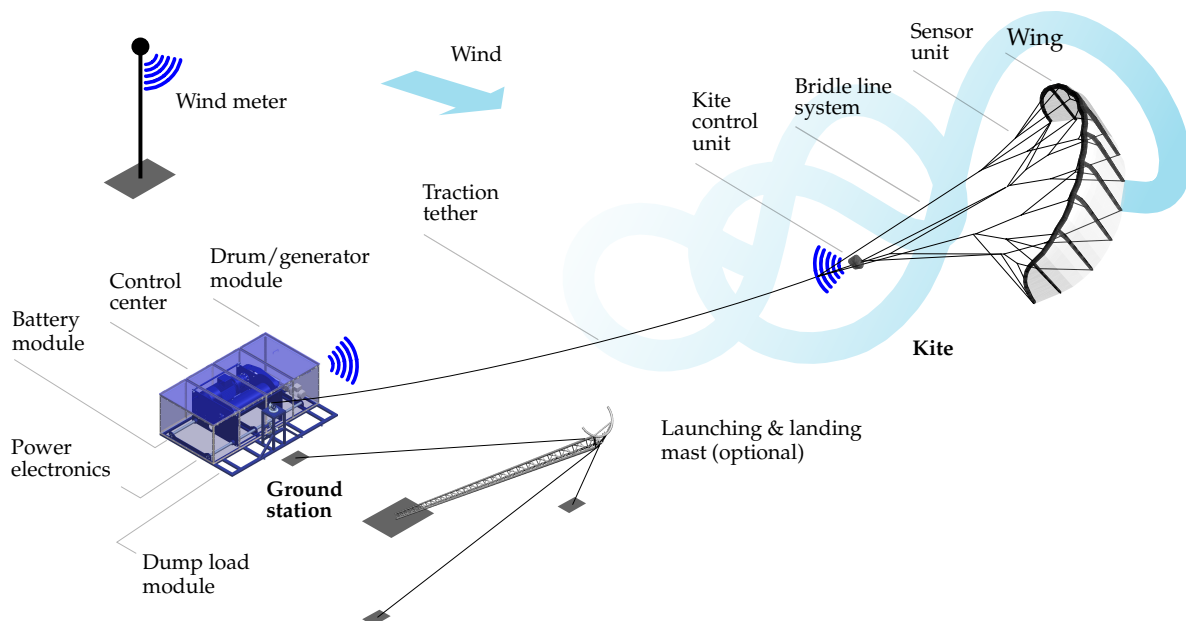 Wind meter
Wind
Sensor
unit
Wing
Kite
control
unit
Bridle line
system
Traction
tether
Drum/generator
module
Control
center
Battery
module
Kite
Launching & landing
mast (optional)
Power
electronics
Ground
station
Dump load
module